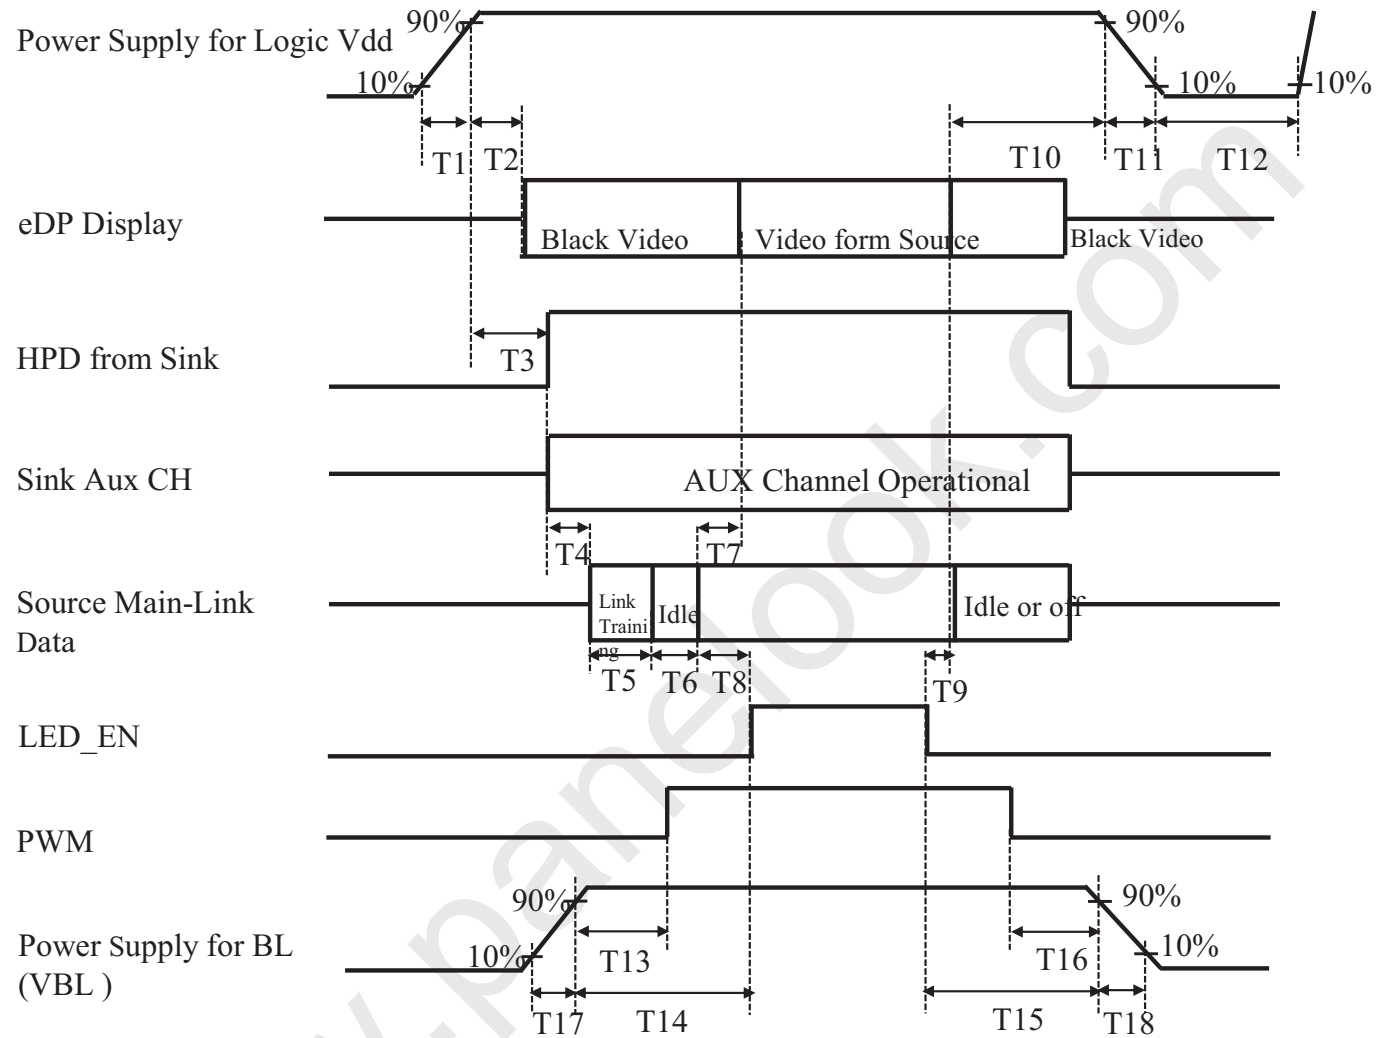 90%
90%
Power Supply for Logic Vdd
10%
10%
10%
T1
T2
T10
T11
T12
eDP Display
Black Video
Video form Source
Black Video
HPD from Sink
T3
Sink Aux CH
AUX Channel Operational
T4
T7
Source Main-Link
Data
Link
Traini
ng
Idle
Idle or off
T5
T6
T8
T9
LED_EN
PWM
90%
90%
Power Supply for BL
(VBL )
10%
10%
T13
T16
T17
T14
T15
T18
www.panelook.com